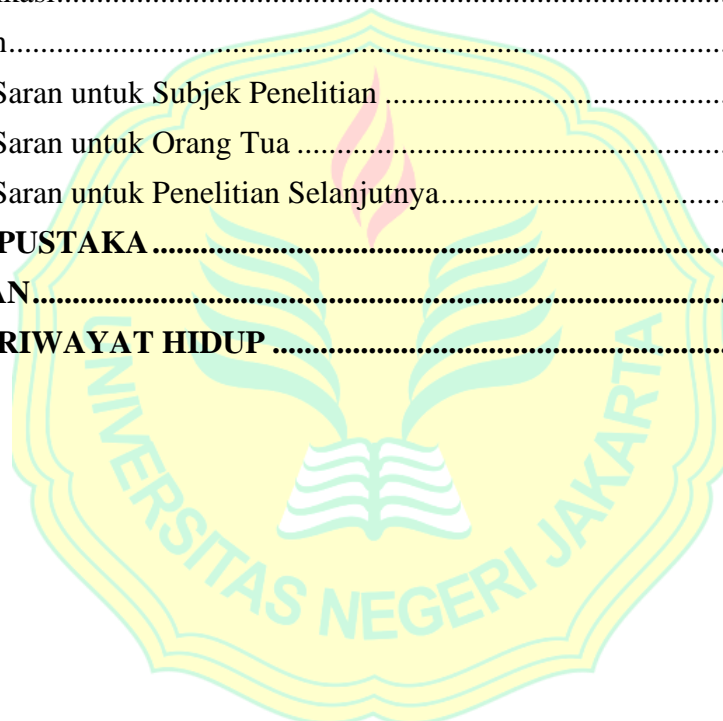 kasi................................................................
n................................................................
Saran untuk Subjek Penelitian ................................................................
Saran untuk Orang Tua ................................................................
Saran untuk Penelitian Selanjutnya................................................................
PUSTAKA ................................................................
AN................................................................
RIWAYAT HIDUP ................................................................
UNIVERSITAS NEGERI JAKARTA